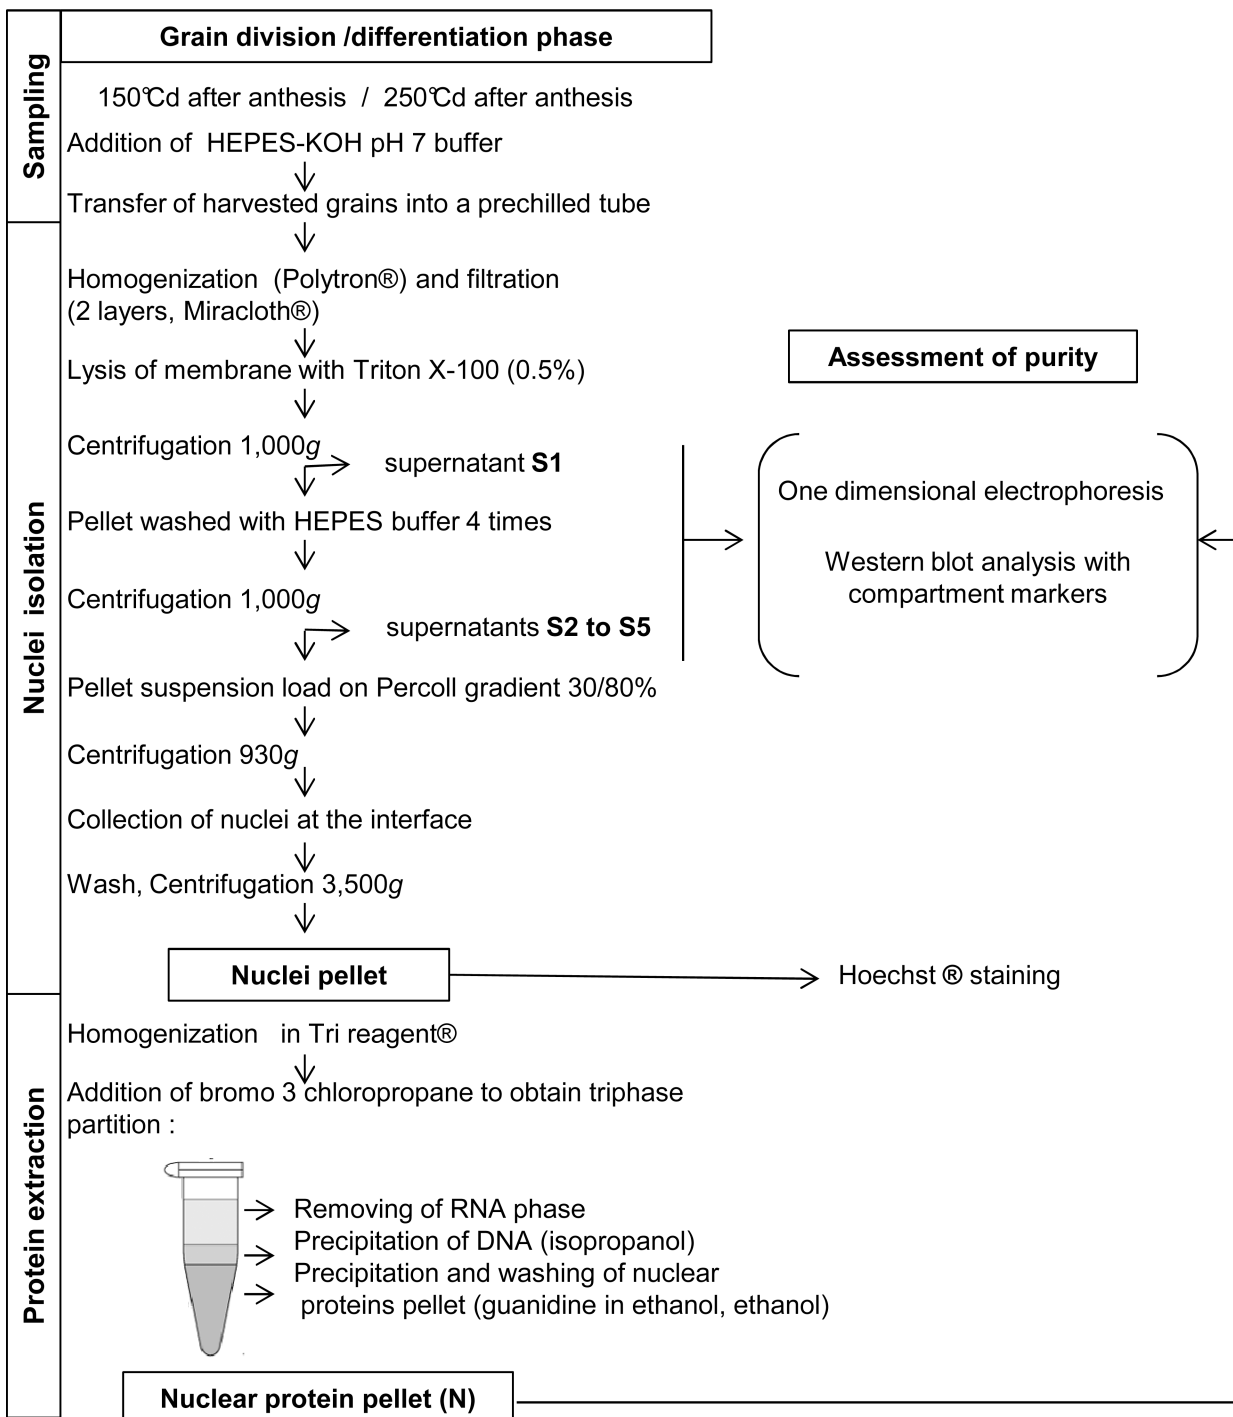 Sampling
Grain division /differentiation phase
150°Cd after anthesis / 250°Cd after anthesis
Addition of HEPES-KOH pH 7 buffer
Transfer of harvested grains into a prechilled tube
Nuclei isolation
Homogenization (Polytron®) and filtration
(2 layers, Miracloth®)
Lysis of membrane with Triton X-100 (0.5%)
Centrifugation 1,000g
supernatant S1
Pellet washed with HEPES buffer 4 times
Centrifugation 1,000g
supernatants S2 to S5
Pellet suspension load on Percoll gradient 30/80%
Centrifugation 930g
Collection of nuclei at the interface
Wash, Centrifugation 3,500g
Nuclei pellet
Hoechst ® staining
Assessment of purity
One dimensional electrophoresis
Western blot analysis with
compartment markers
Protein extraction
Homogenization in Tri reagent®
Addition of bromo 3 chloropropane to obtain triphase
partition :
Removing of RNA phase
Precipitation of DNA (isopropanol)
Precipitation and washing of nuclear
proteins pellet (guanidine in ethanol, ethanol)
Nuclear protein pellet (N)